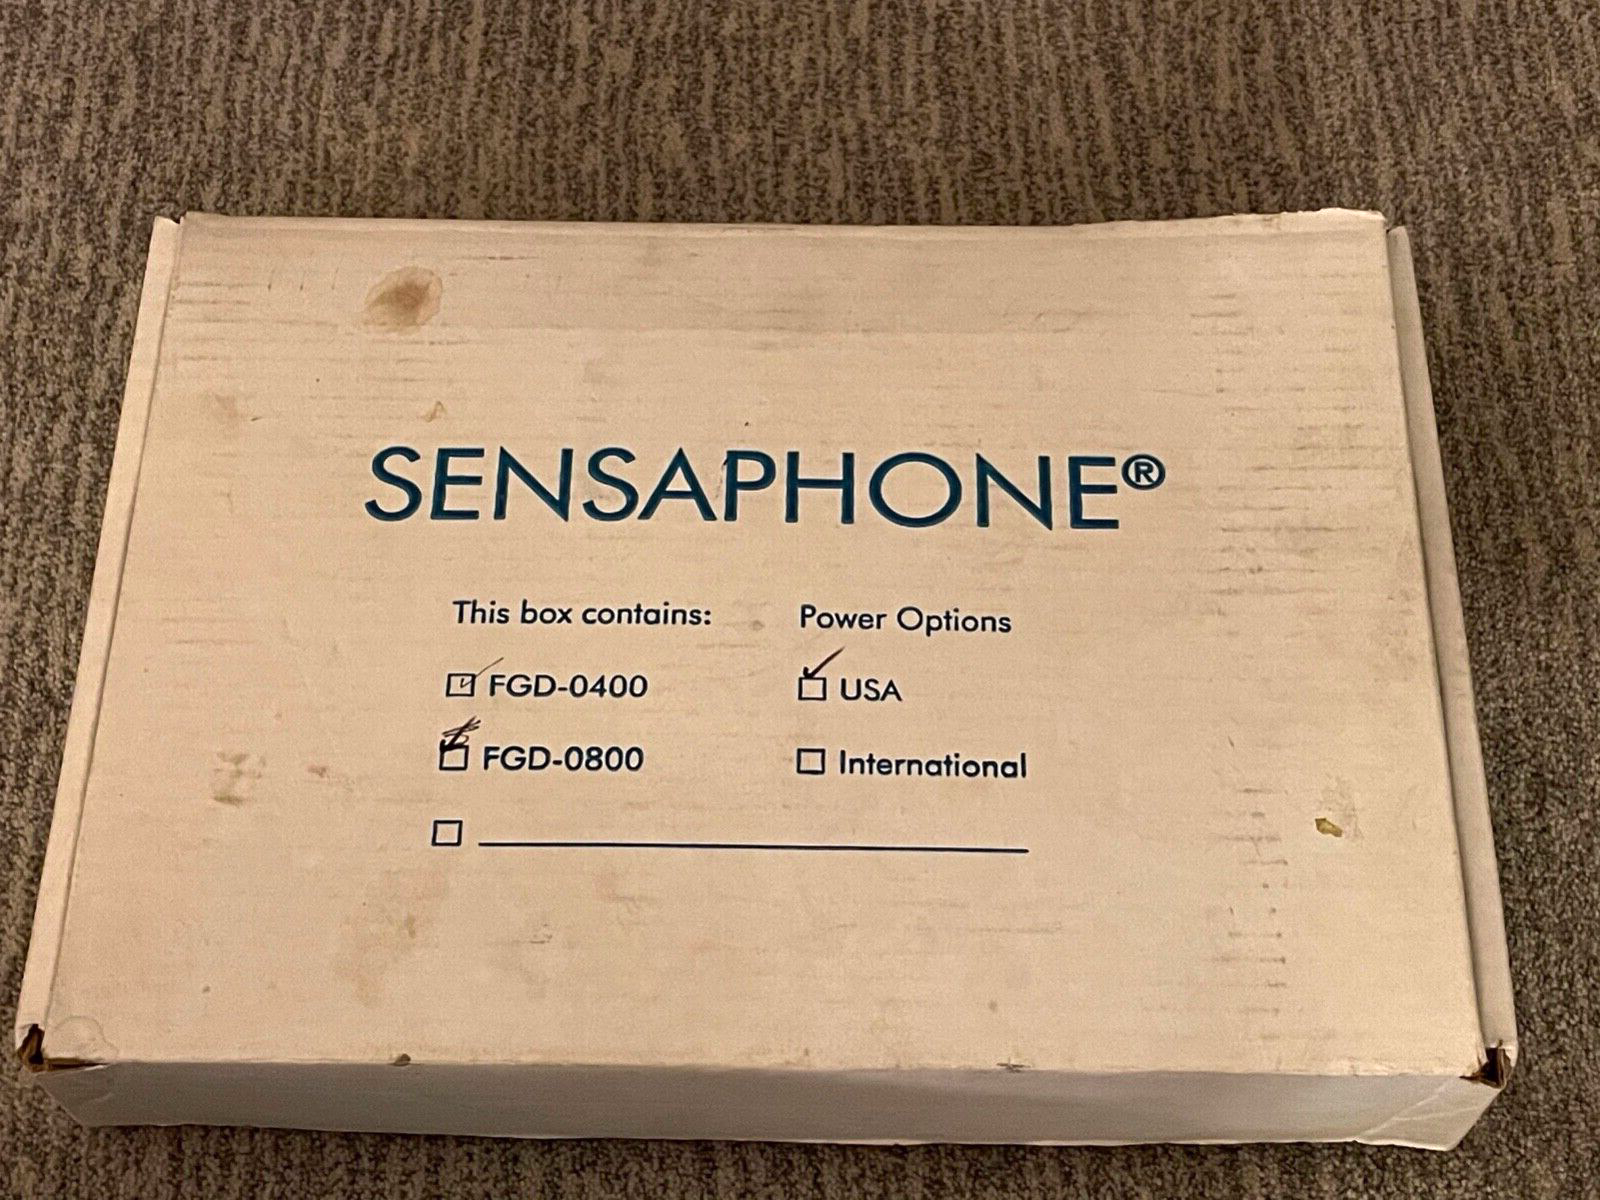 SENSAPHONE®
This box contains: Power Options
FGD-0400 USA
FGD-0800 International